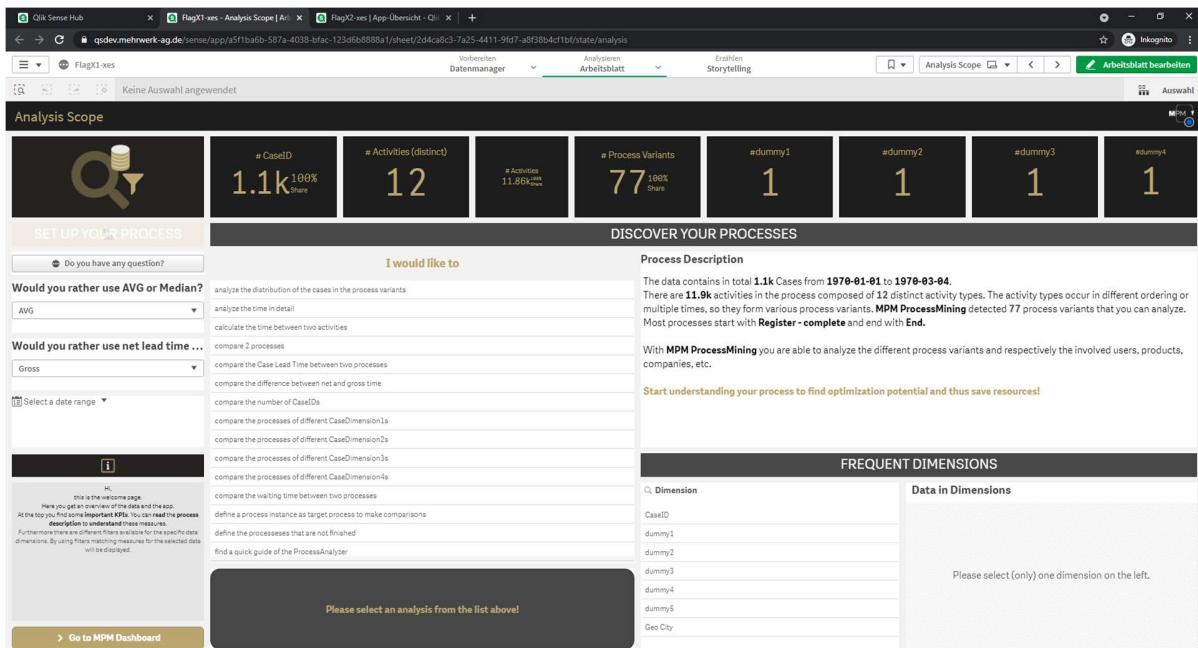 Qlik Sense Hub
FlagX1-xes - Analysis Scope | Arb
FlagX2-xes | App-Übersicht - Qli
qsdev.mehrwerk-ag.de/sense/app/a5f1ba6b-587a-4038-bfac-123d6b8888a1/sheet/2d4ca8c3-7a25-4411-9fd7-a8f38b4cf1bf/state/analysis
Inkognito
FlagX1-xes
Vorbereiten
Datenmanager
Analysieren
Arbeitsblatt
Erzählen
Storytelling
Analysis Scope
Arbeitsblatt bearbeiten
Keine Auswahl angewendet
Auswahl
Analysis Scope
MPM
# CaseID
1.1k 100%
Share
# Activities (distinct)
12
# Activities
11.86k 100%
Share
# Process Variants
77 100%
Share
#dummy1
1
#dummy2
1
#dummy3
1
#dummy4
1
SET UP YOUR PROCESS
DISCOVER YOUR PROCESSES
Do you have any question?
Would you rather use AVG or Median?
AVG
Would you rather use net lead time ...
Gross
Select a date range
i
Hi,
this is the welcome page.
Here you get an overview of the data and the app.
At the top you find some important KPIs. You can read the process
description to understand these measures.
Furthermore there are different filters available for the specific data
dimensions. By using filters matching measures for the selected data
will be displayed.
Go to MPM Dashboard
I would like to
analyze the distribution of the cases in the process variants
analyze the time in detail
calculate the time between two activities
compare 2 processes
compare the Case Lead Time between two processes
compare the difference between net and gross time
compare the number of CaseIDs
compare the processes of different CaseDimension1s
compare the processes of different CaseDimension2s
compare the processes of different CaseDimension3s
compare the processes of different CaseDimension4s
compare the waiting time between two processes
define a process instance as target process to make comparisons
define the processeses that are not finished
find a quick guide of the ProcessAnalyzer
Please select an analysis from the list above!
Process Description
The data contains in total 1.1k Cases from 1970-01-01 to 1970-03-04.
There are 11.9k activities in the process composed of 12 distinct activity types. The activity types occur in different ordering or
multiple times, so they form various process variants. MPM ProcessMining detected 77 process variants that you can analyze.
Most processes start with Register - complete and end with End.
With MPM ProcessMining you are able to analyze the different process variants and respectively the involved users, products,
companies, etc.
Start understanding your process to find optimization potential and thus save resources!
FREQUENT DIMENSIONS
Dimension
CaseID
dummy1
dummy2
dummy3
dummy4
dummy5
Geo City
Data in Dimensions
Please select (only) one dimension on the left.